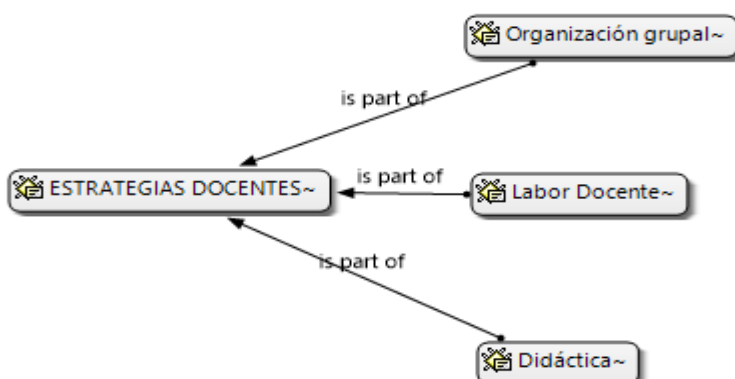 Organización grupal~
is part of
ESTRATEGIAS DOCENTES~
is part of
Labor Docente~
is part of
Didáctica~